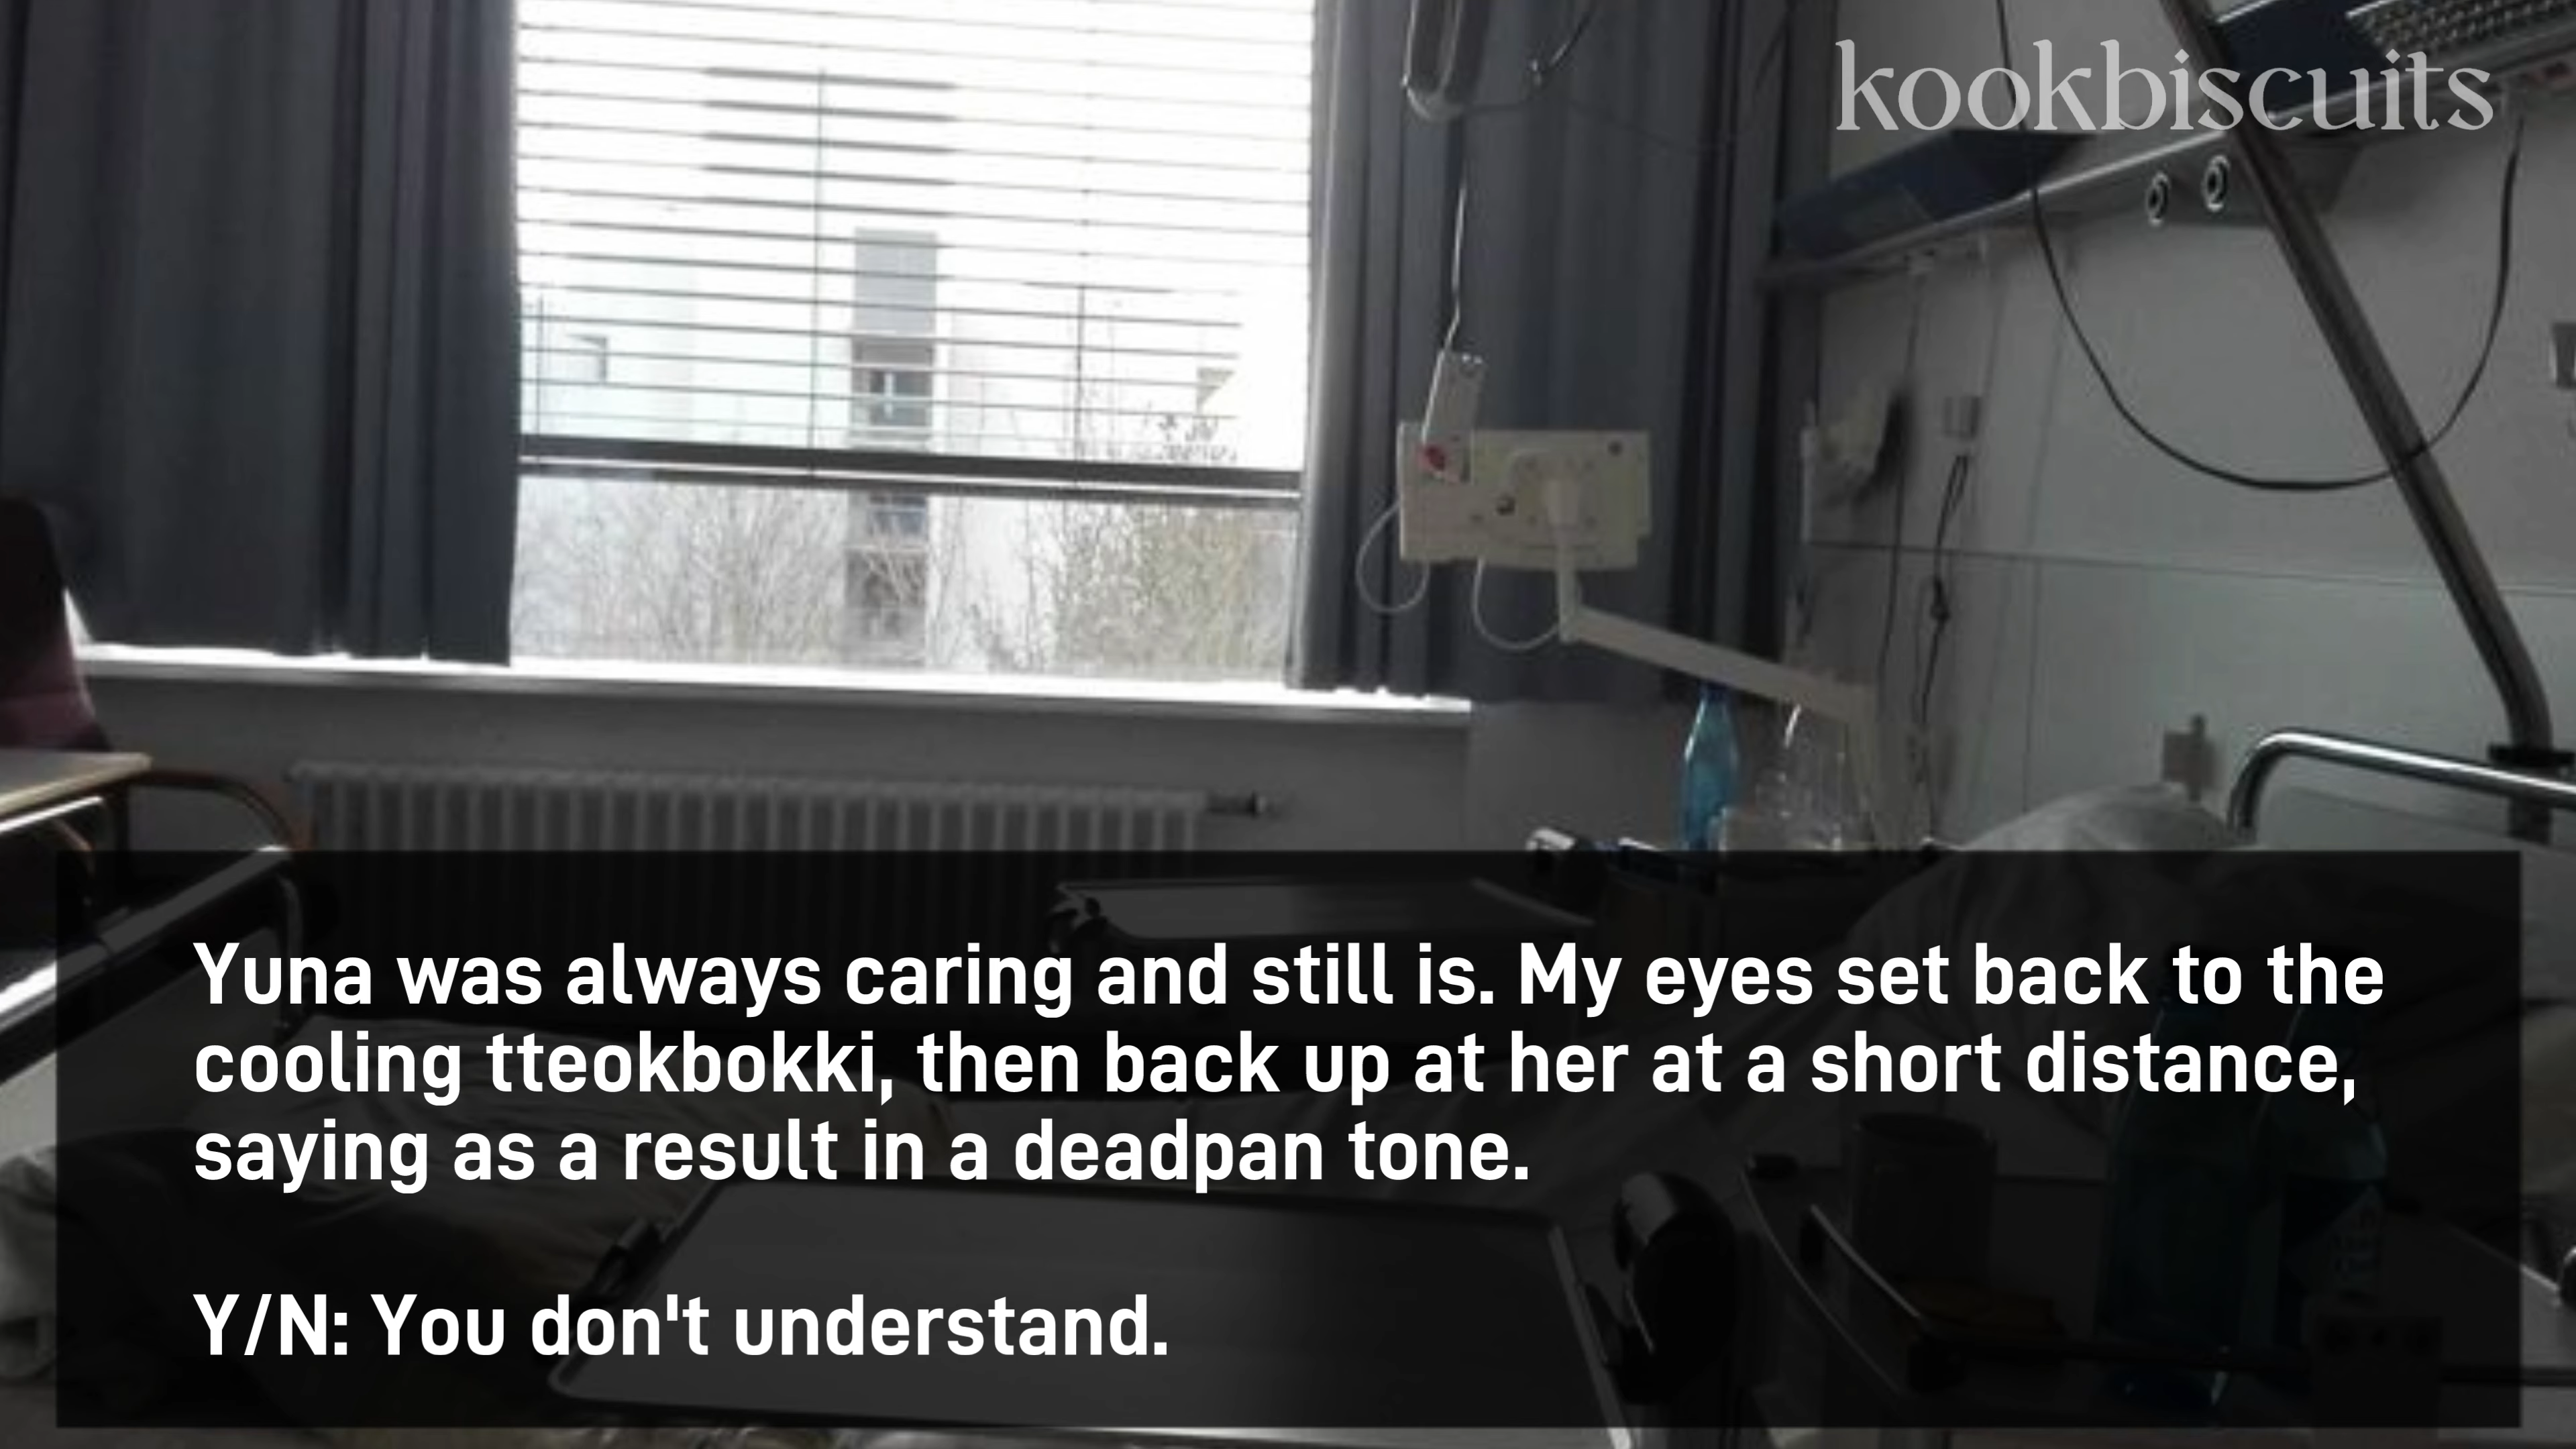 kookbiscuits
Yuna was always caring and still is. My eyes set back to the
cooling tteokbokki, then back up at her at a short distance,
saying as a result in a deadpan tone.
Y/N: You don't understand.